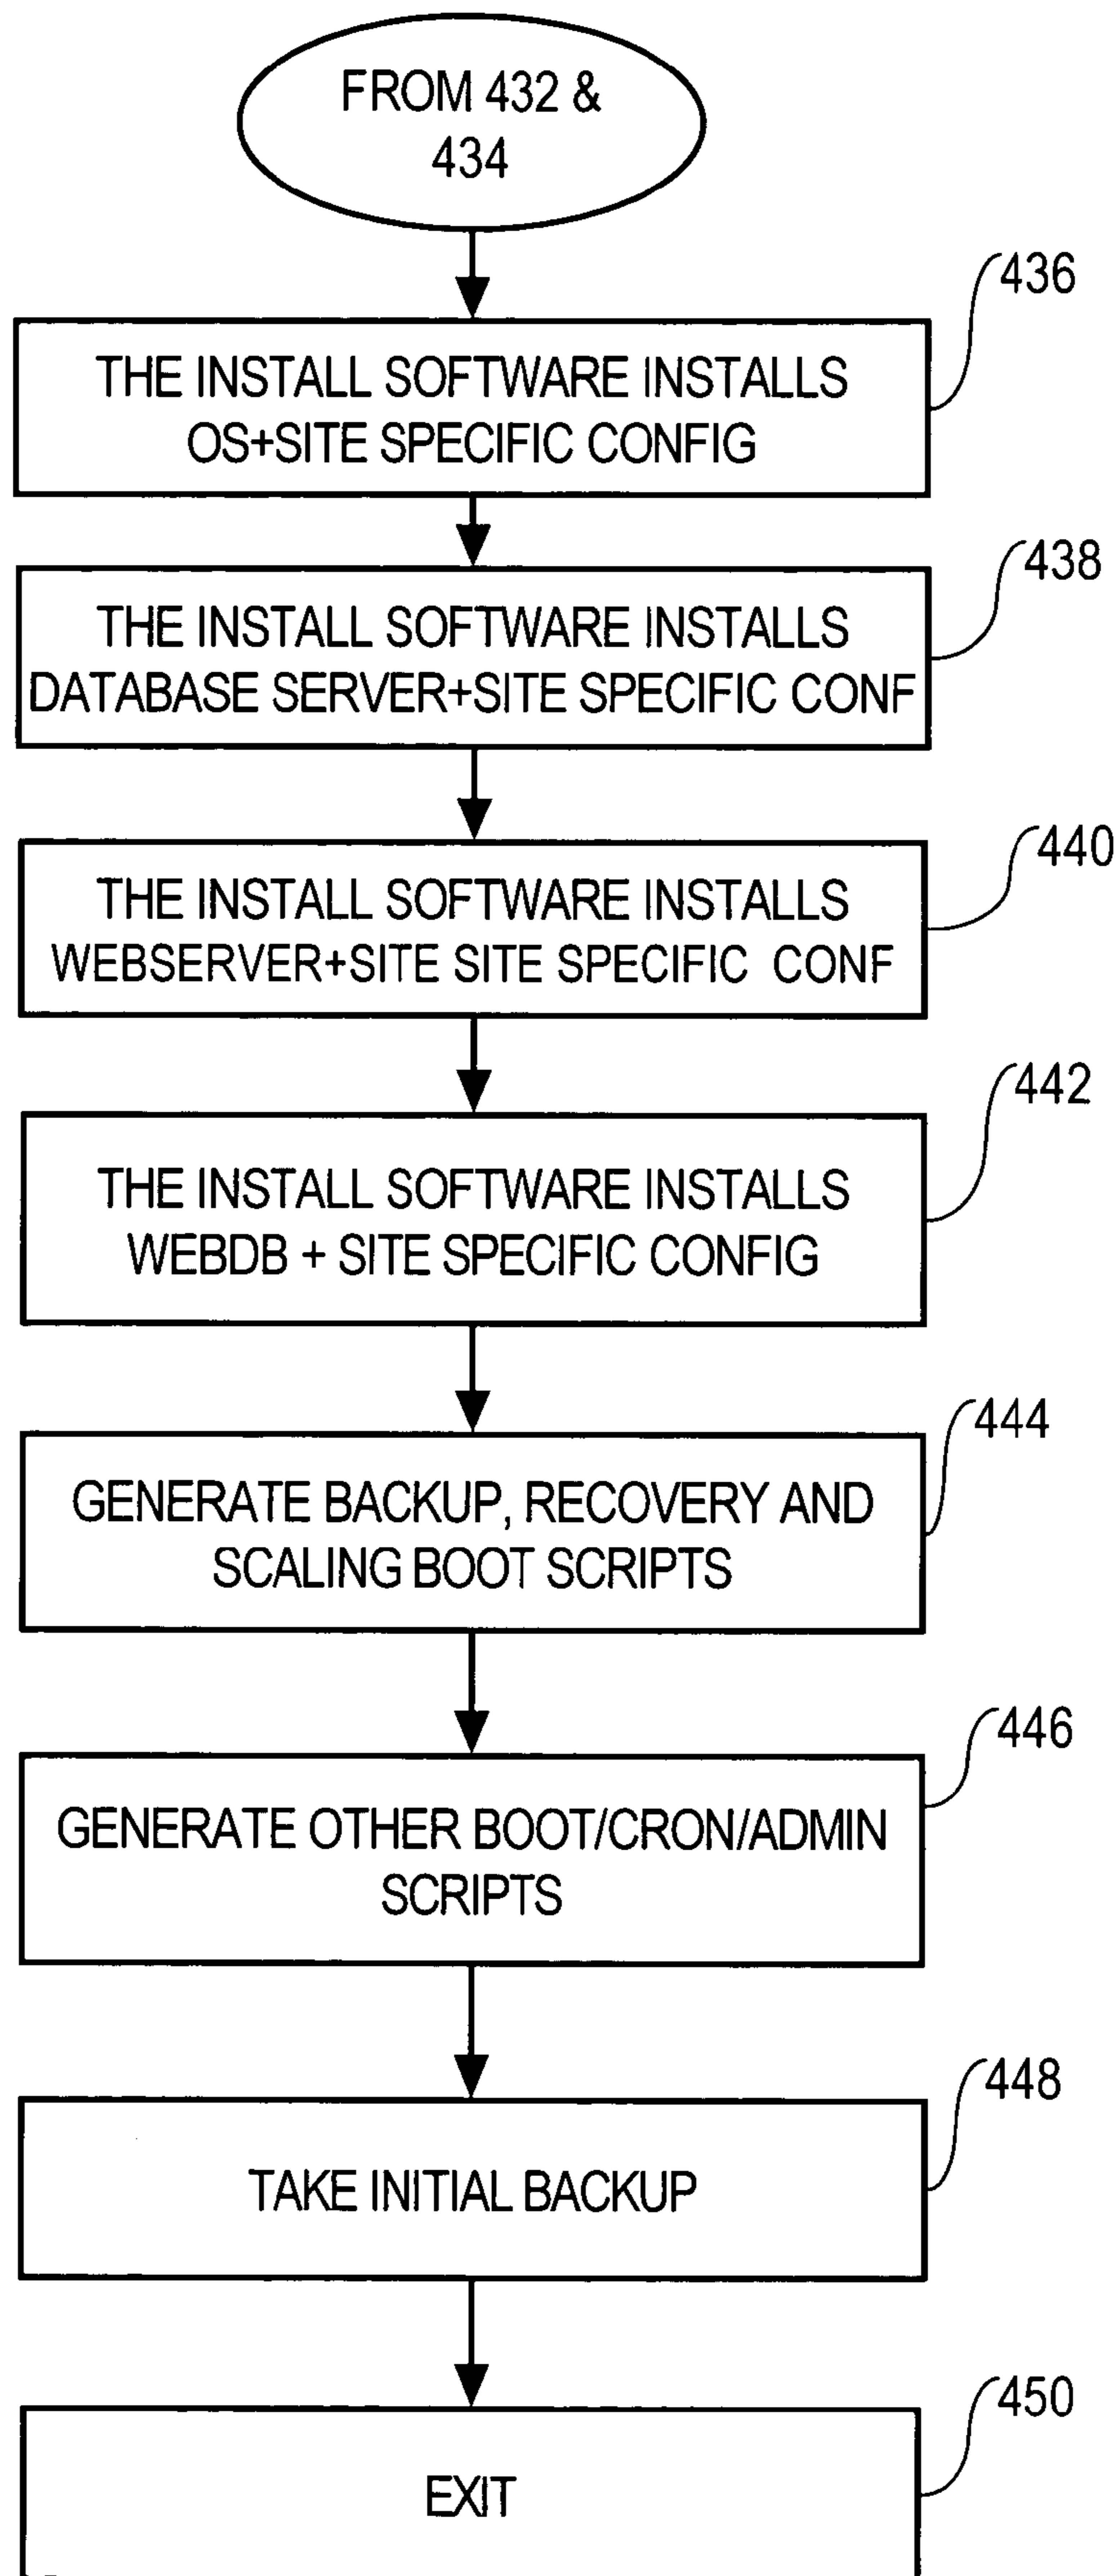 FROM 432 &
434
436
THE INSTALL SOFTWARE INSTALLS
OS+SITE SPECIFIC CONFIG
438
THE INSTALL SOFTWARE INSTALLS
DATABASE SERVER+SITE SPECIFIC CONF
440
THE INSTALL SOFTWARE INSTALLS
WEBSERVER+SITE SITE SPECIFIC CONF
442
THE INSTALL SOFTWARE INSTALLS
WEBDB + SITE SPECIFIC CONFIG
444
GENERATE BACKUP, RECOVERY AND
SCALING BOOT SCRIPTS
446
GENERATE OTHER BOOT/CRON/ADMIN
SCRIPTS
448
TAKE INITIAL BACKUP
450
EXIT